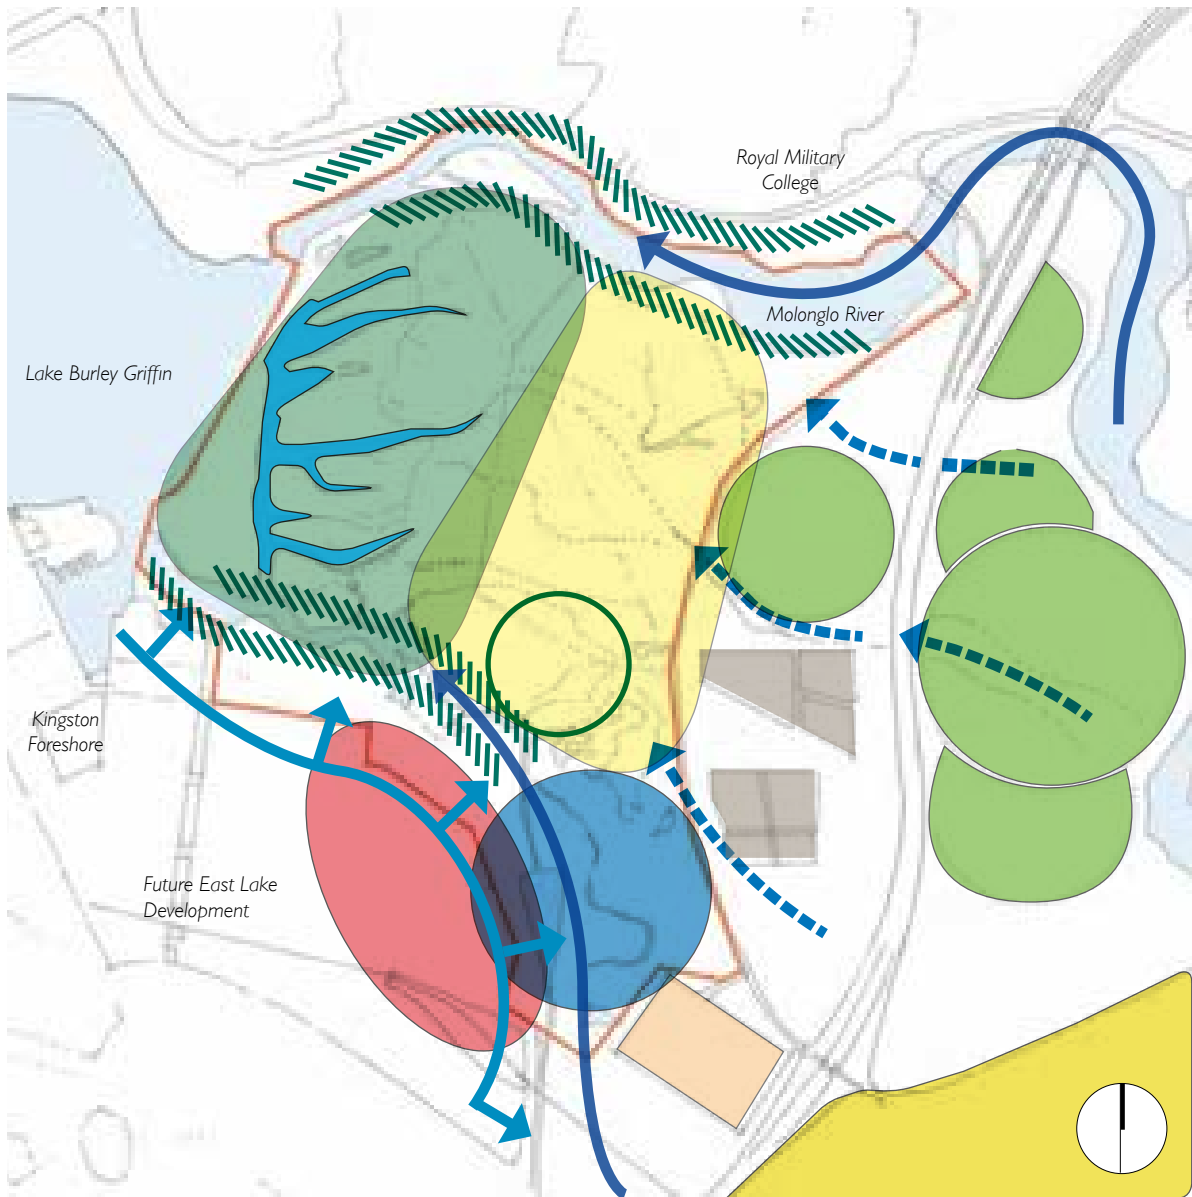 Royal Military
College
Molonglo River
Lake Burley Griffin
Kingston
Foreshore
Future East Lake
Development